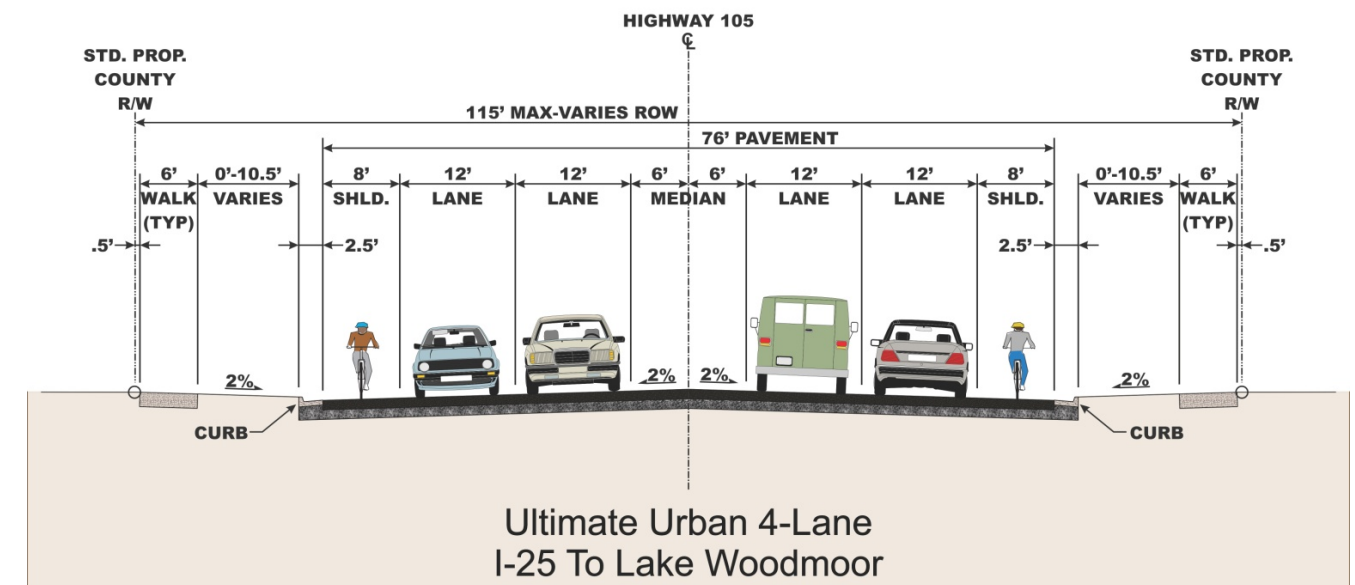 HIGHWAY 105
℄
STD. PROP.
COUNTY
R/W
STD. PROP.
COUNTY
R/W
115' MAX-VARIES ROW
76' PAVEMENT
6' 0'-10.5' 8' 12' 12' 6' 6' 12' 12' 8' 0'-10.5' 6'
WALK VARIES SHLD. LANE LANE MEDIAN LANE LANE SHLD. VARIES WALK
(TYP) (TYP)
.5' 2.5' 2.5' .5'
2% 2% 2% 2%
CURB CURB
Ultimate Urban 4-Lane
I-25 To Lake Woodmoor